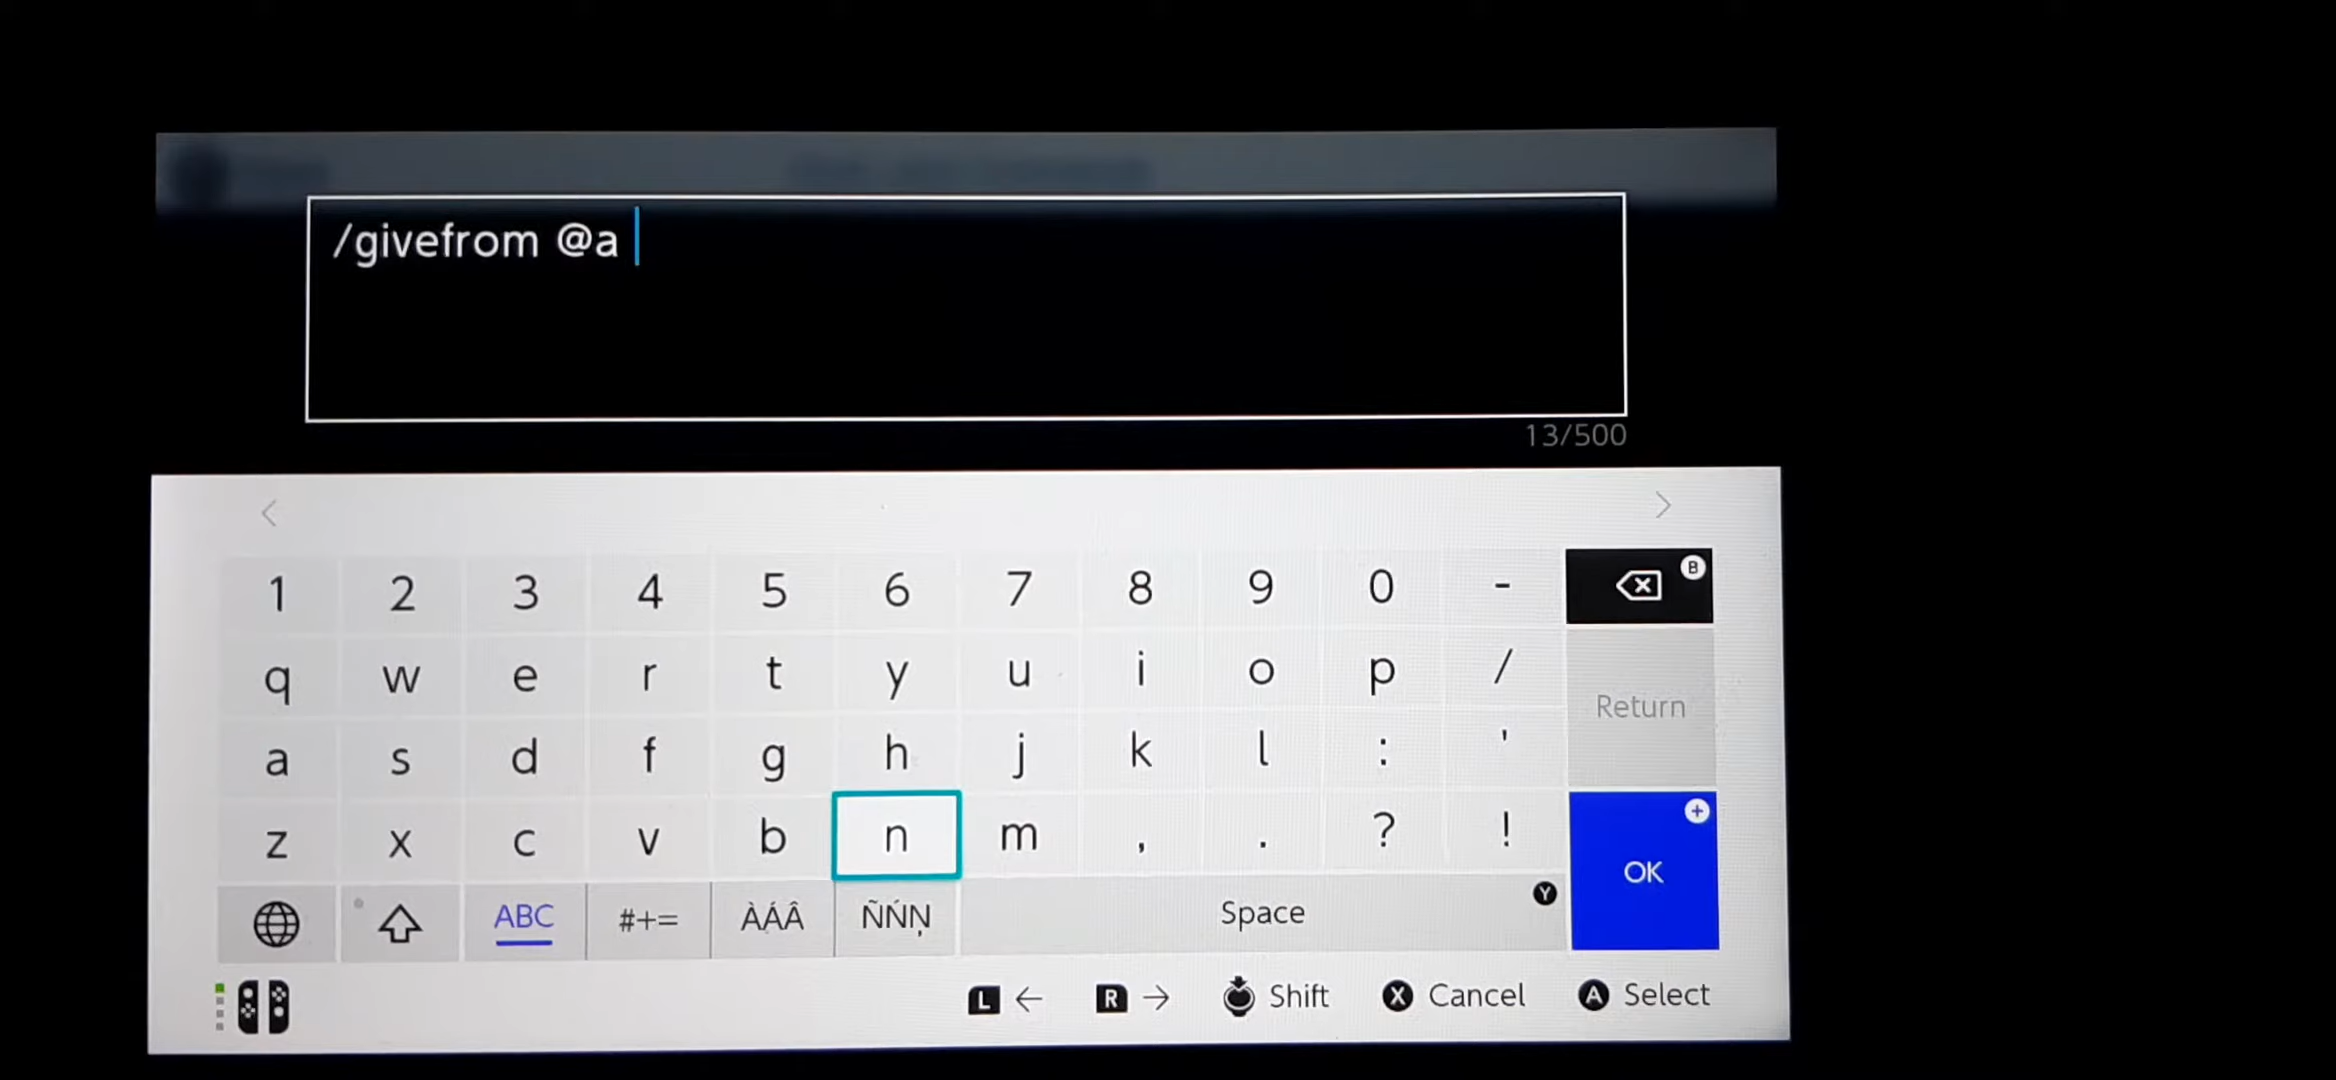 /givefrom @a
13/500
< >
1 2 3 4 5 6 7 8 9 0 - B
q w e r t y u i o p / Return
a s d f g h j k l : '
z x c v b n m , . ? ! + OK
ABC #+= ÀÁÂ ÑŃŅ Space Y
L ← R → Shift X Cancel A Select